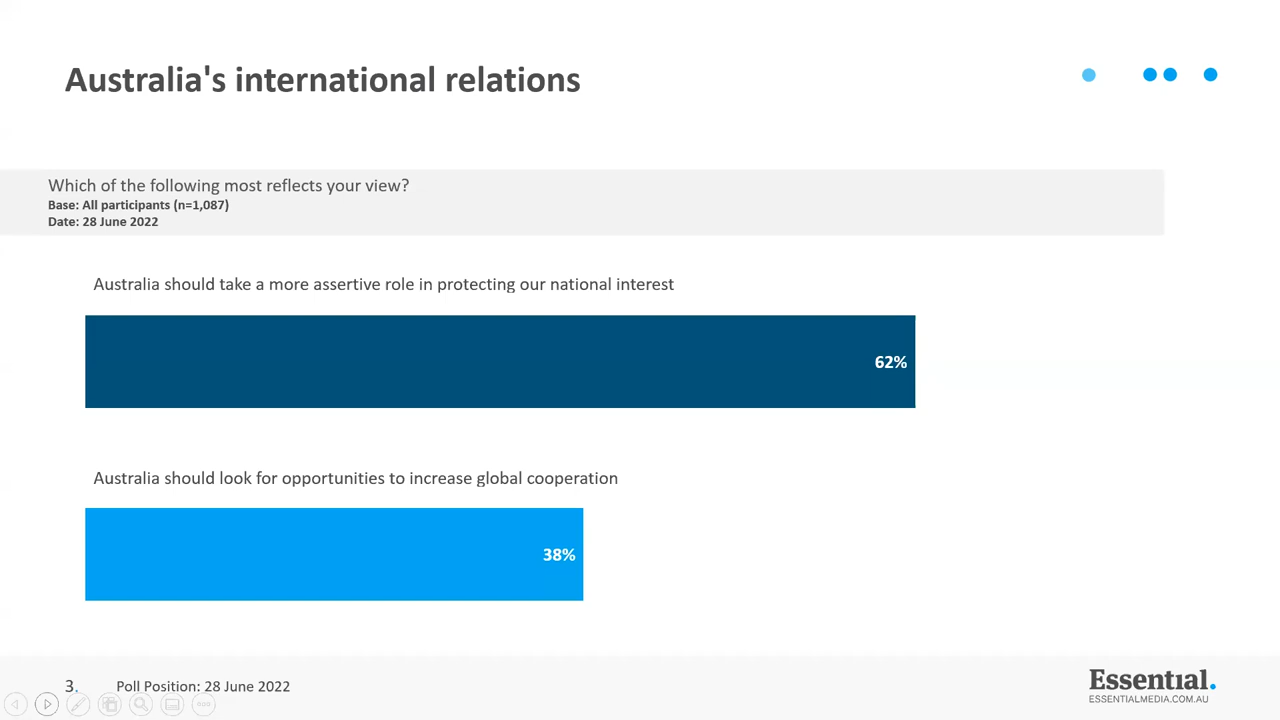 Australia's international relations
Which of the following most reflects your view?
Base: All participants (n=1,087)
Date: 28 June 2022
Australia should take a more assertive role in protecting our national interest
62%
Australia should look for opportunities to increase global cooperation
38%
3.
Poll Position: 28 June 2022
Essential.
ESSENTIALMEDIA.COM.AU